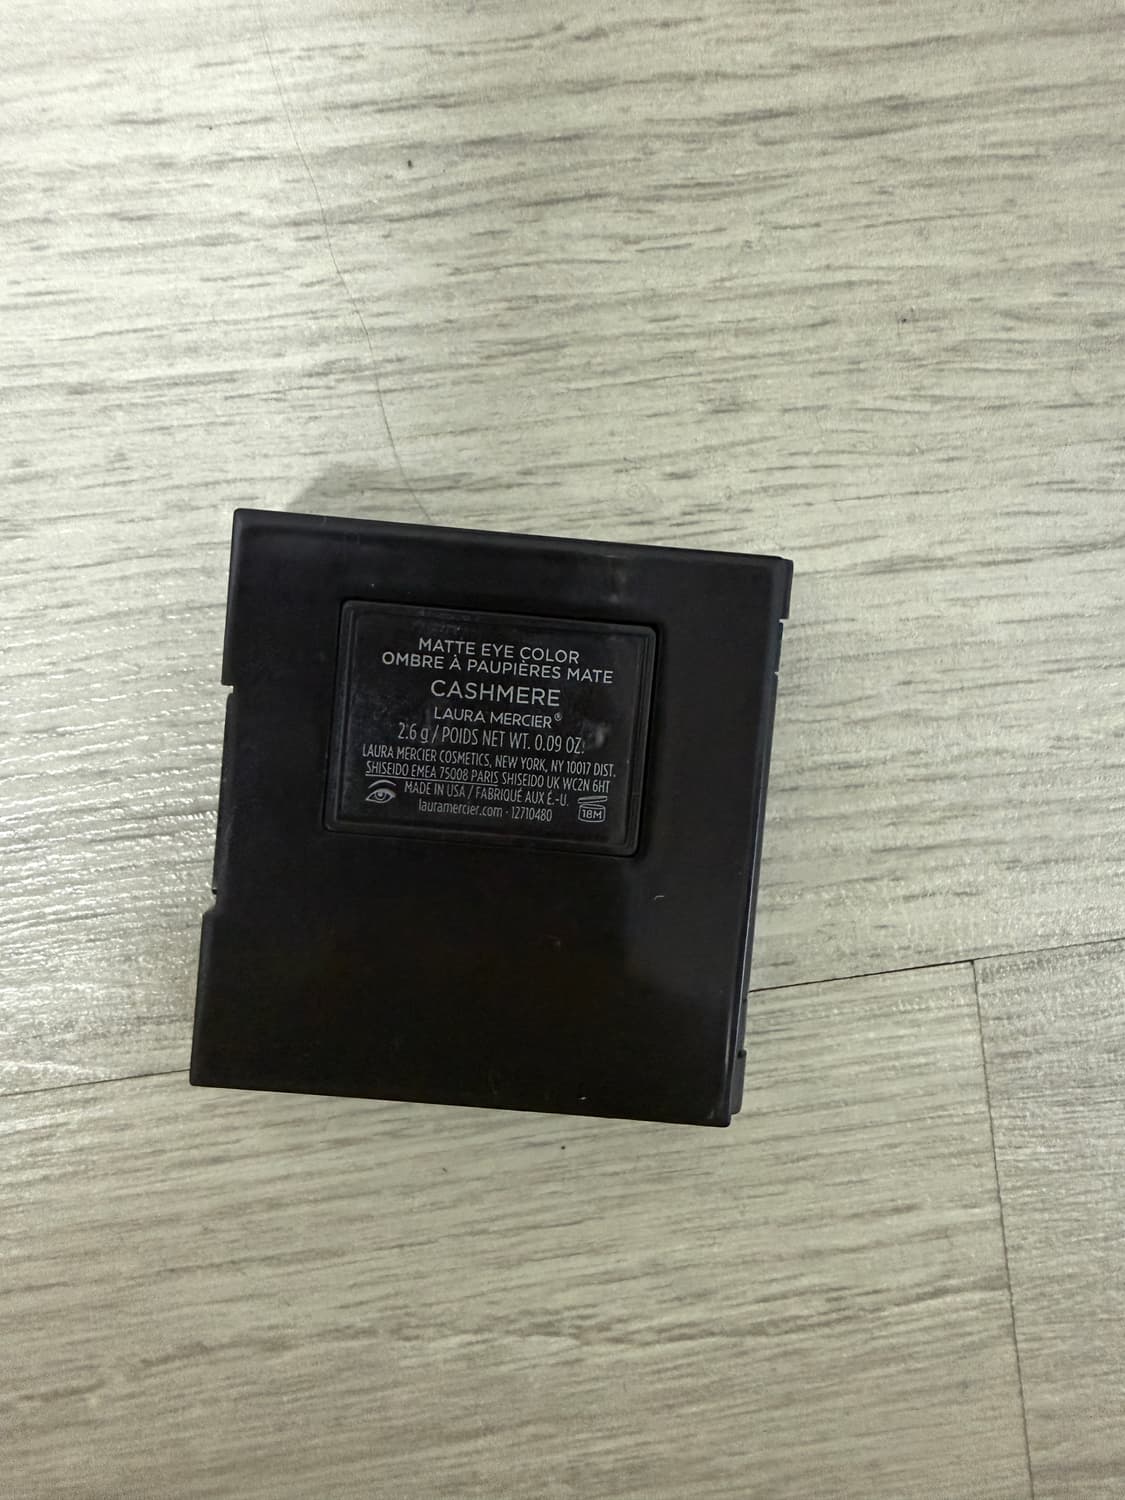 MATTE EYE COLOR
OMBRE À PAUPIÈRES MATE
CASHMERE
LAURA MERCIER®
2.6 g / POIDS NET WT. 0.09 OZ.
LAURA MERCIER COSMETICS, NEW YORK, NY 10017 DIST.
SHISEIDO EMEA 75008 PARIS SHISEIDO UK WC2N 6HT
MADE IN USA / FABRIQUÉ AUX É.-U.
lauramercier.com · 12710480
18M